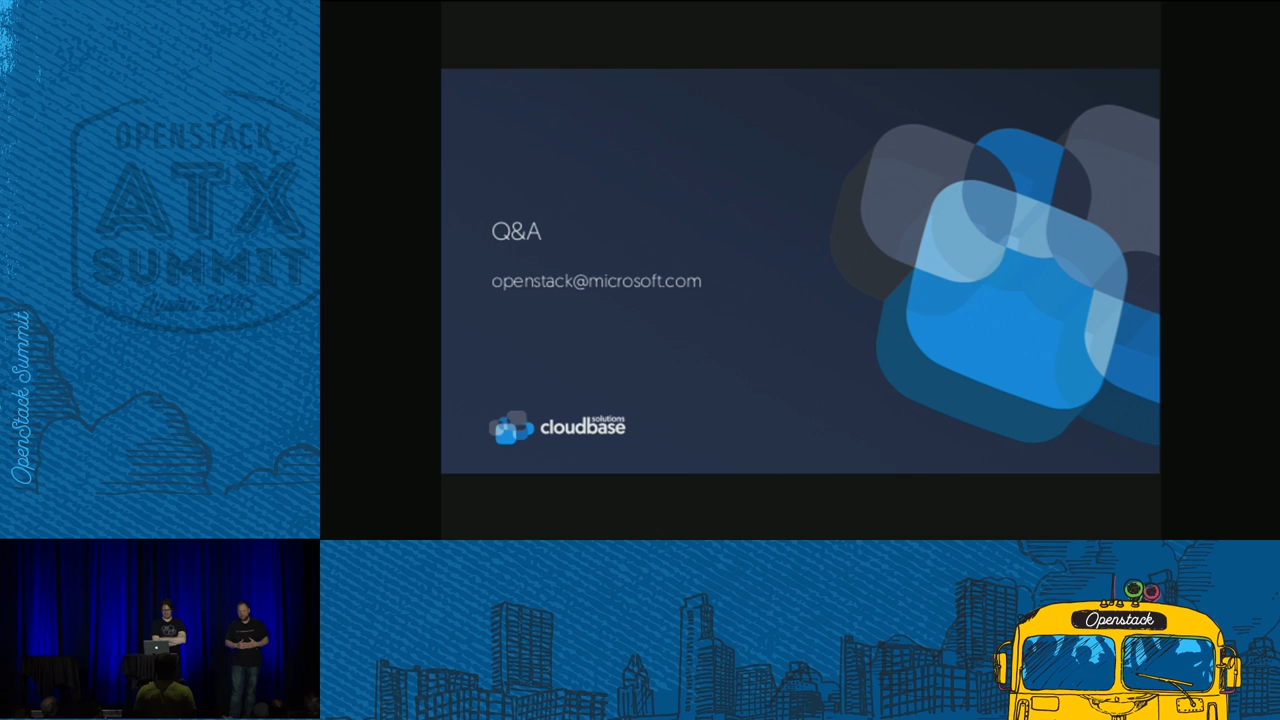 OPENSTACK
ATX
SUMMIT
Austin 2016
OpenStack Summit
Q&A
openstack@microsoft.com
cloudbase
solutions
Openstack